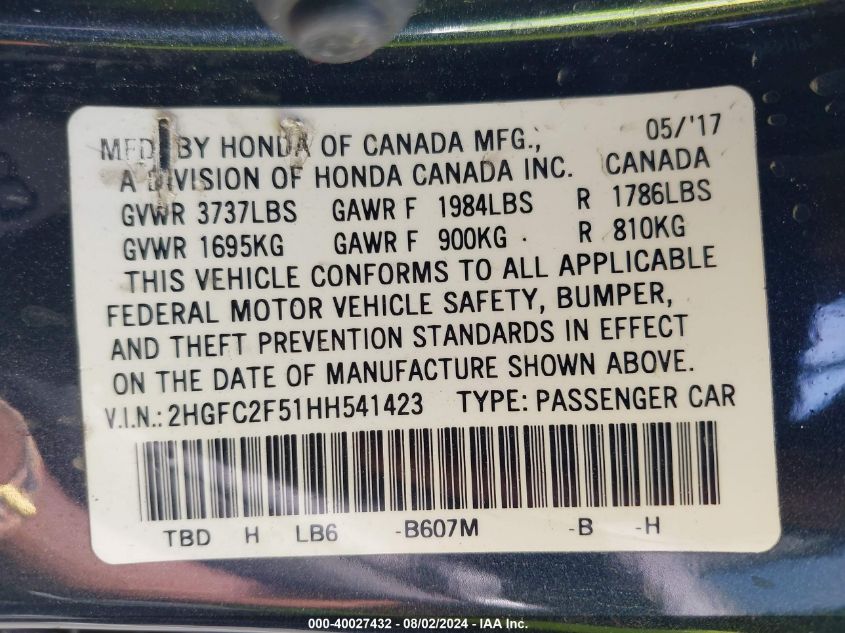 MFD BY HONDA OF CANADA MFG., 05/'17
A DIVISION OF HONDA CANADA INC. CANADA
GVWR 3737LBS GAWR F 1984LBS R 1786LBS
GVWR 1695KG GAWR F 900KG R 810KG
THIS VEHICLE CONFORMS TO ALL APPLICABLE
FEDERAL MOTOR VEHICLE SAFETY, BUMPER,
AND THEFT PREVENTION STANDARDS IN EFFECT
ON THE DATE OF MANUFACTURE SHOWN ABOVE.
V.I.N.: 2HGFC2F51HH541423 TYPE: PASSENGER CAR
TBD H LB6 -B607M -B -H
000-40027432 - 08/02/2024 - IAA Inc.